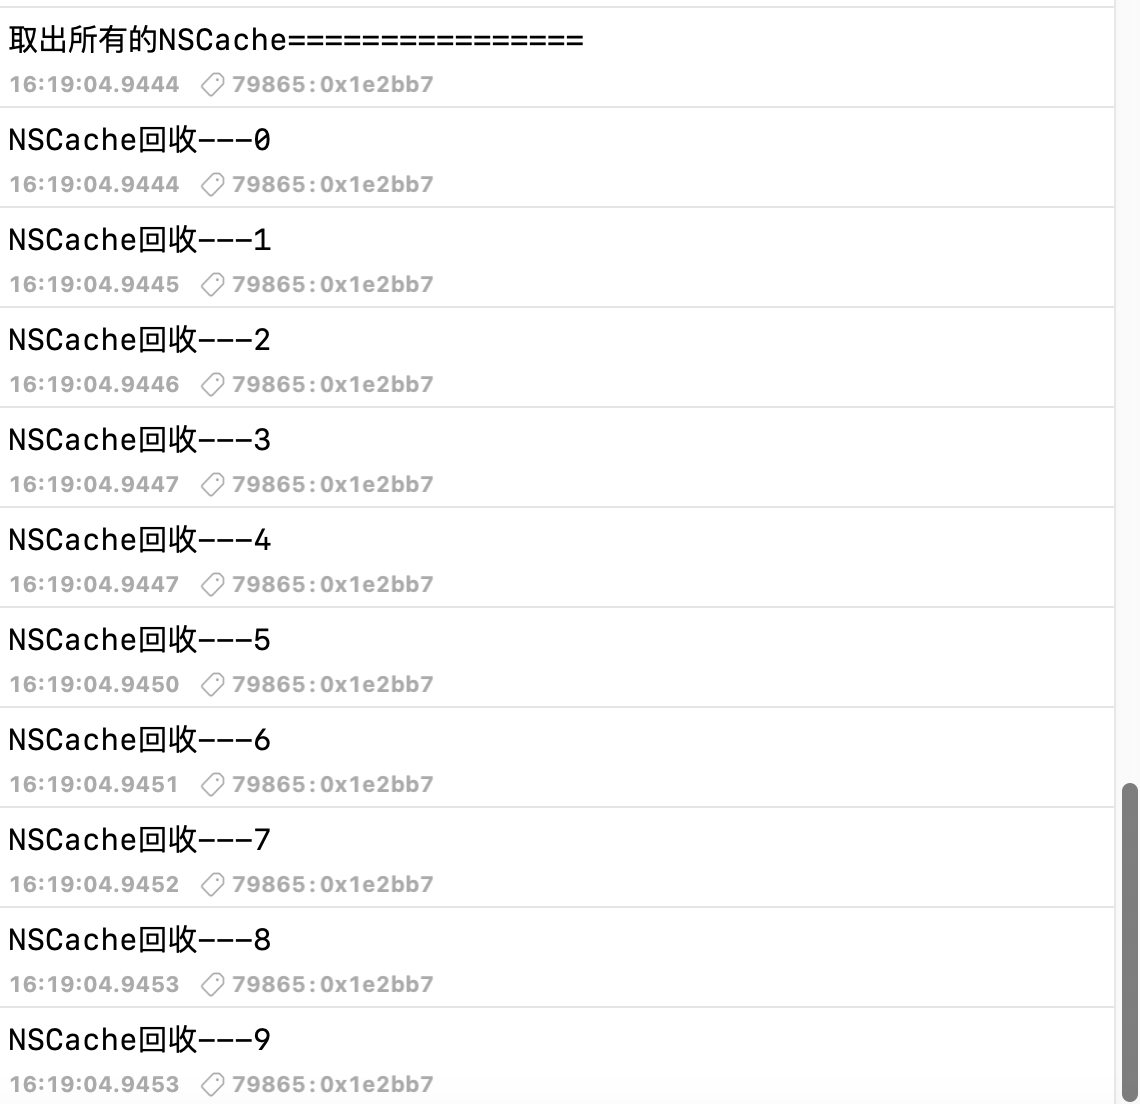 取出所有的NSCache================
16:19:04.9444 79865:0x1e2bb7
NSCache回收---0
16:19:04.9444 79865:0x1e2bb7
NSCache回收---1
16:19:04.9445 79865:0x1e2bb7
NSCache回收---2
16:19:04.9446 79865:0x1e2bb7
NSCache回收---3
16:19:04.9447 79865:0x1e2bb7
NSCache回收---4
16:19:04.9447 79865:0x1e2bb7
NSCache回收---5
16:19:04.9450 79865:0x1e2bb7
NSCache回收---6
16:19:04.9451 79865:0x1e2bb7
NSCache回收---7
16:19:04.9452 79865:0x1e2bb7
NSCache回收---8
16:19:04.9453 79865:0x1e2bb7
NSCache回收---9
16:19:04.9453 79865:0x1e2bb7